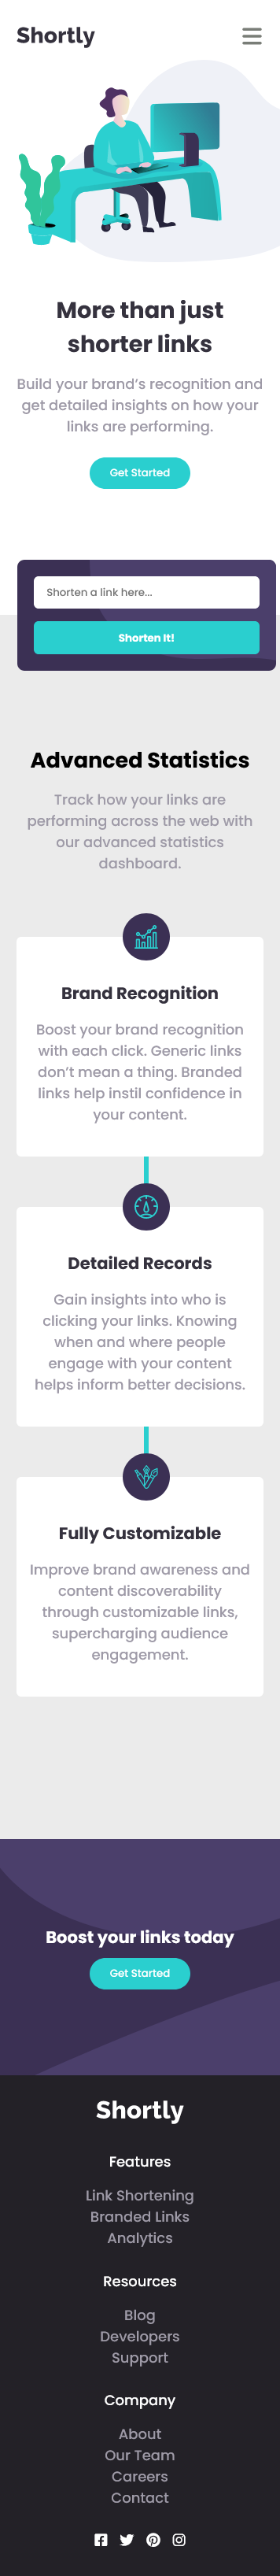 Shortly
More than just
shorter links
Build your brand’s recognition and
get detailed insights on how your
links are performing.
Get Started
Shorten a link here...
Shorten It!
Advanced Statistics
Track how your links are
performing across the web with
our advanced statistics
dashboard.
Brand Recognition
Boost your brand recognition
with each click. Generic links
don’t mean a thing. Branded
links help instil confidence in
your content.
Detailed Records
Gain insights into who is
clicking your links. Knowing
when and where people
engage with your content
helps inform better decisions.
Fully Customizable
Improve brand awareness and
content discoverability
through customizable links,
supercharging audience
engagement.
Boost your links today
Get Started
Shortly
Features
Link Shortening
Branded Links
Analytics
Resources
Blog
Developers
Support
Company
About
Our Team
Careers
Contact